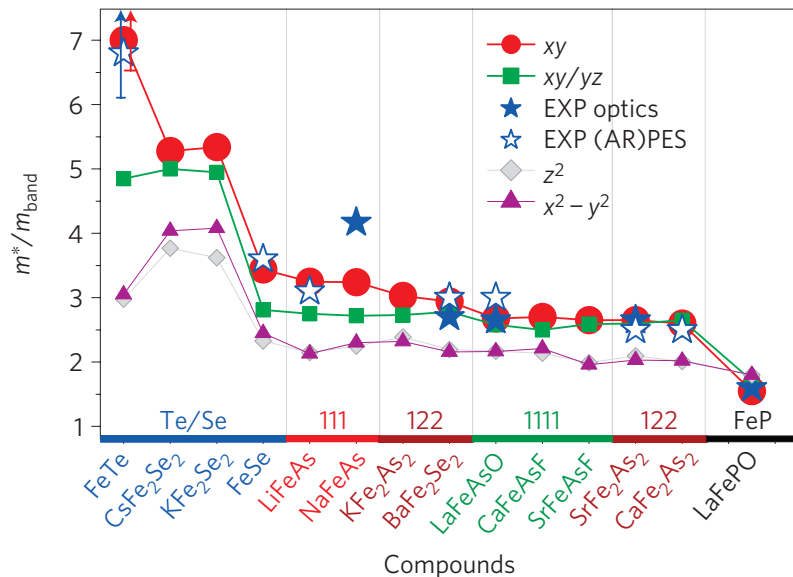 m*/m_band
7
6
5
4
3
2
1
xy
xy/yz
EXP optics
EXP (AR)PES
z²
x² – y²
Te/Se
111
122
1111
122
FeP
FeTe
CsFe₂Se₂
KFe₂Se₂
FeSe
LiFeAs
NaFeAs
KFe₂As₂
BaFe₂Se₂
LaFeAsO
CaFeAsF
SrFeAsF
SrFe₂As₂
CaFe₂As₂
LaFePO
Compounds